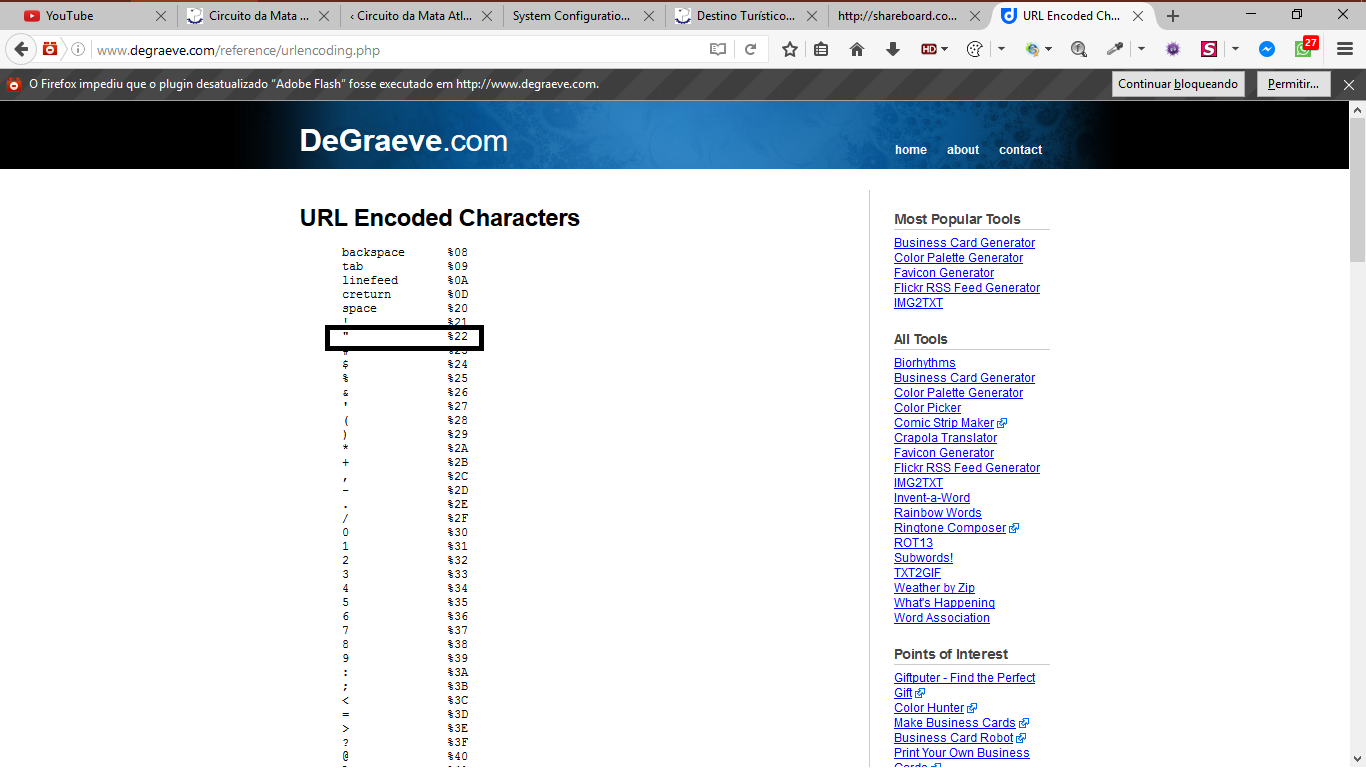 YouTube
Circuito da Mata ...
‹ Circuito da Mata Atl...
System Configuratio...
Destino Turístico...
http://shareboard.co...
URL Encoded Ch...
www.degraeve.com/reference/urlencoding.php
HD
S
27
O Firefox impediu que o plugin desatualizado “Adobe Flash” fosse executado em http://www.degraeve.com.
Continuar bloqueando
Permitir...
DeGraeve.com
home about contact
URL Encoded Characters
backspace %08
tab %09
linefeed %0A
creturn %0D
space %20
! %21
" %22
# %23
$ %24
% %25
& %26
' %27
( %28
) %29
* %2A
+ %2B
, %2C
- %2D
. %2E
/ %2F
0 %30
1 %31
2 %32
3 %33
4 %34
5 %35
6 %36
7 %37
8 %38
9 %39
: %3A
; %3B
< %3C
= %3D
> %3E
? %3F
@ %40
Most Popular Tools
Business Card Generator
Color Palette Generator
Favicon Generator
Flickr RSS Feed Generator
IMG2TXT
All Tools
Biorhythms
Business Card Generator
Color Palette Generator
Color Picker
Comic Strip Maker
Crapola Translator
Favicon Generator
Flickr RSS Feed Generator
IMG2TXT
Invent-a-Word
Rainbow Words
Ringtone Composer
ROT13
Subwords!
TXT2GIF
Weather by Zip
What's Happening
Word Association
Points of Interest
Giftputer - Find the Perfect
Gift
Color Hunter
Make Business Cards
Business Card Robot
Print Your Own Business
Cards